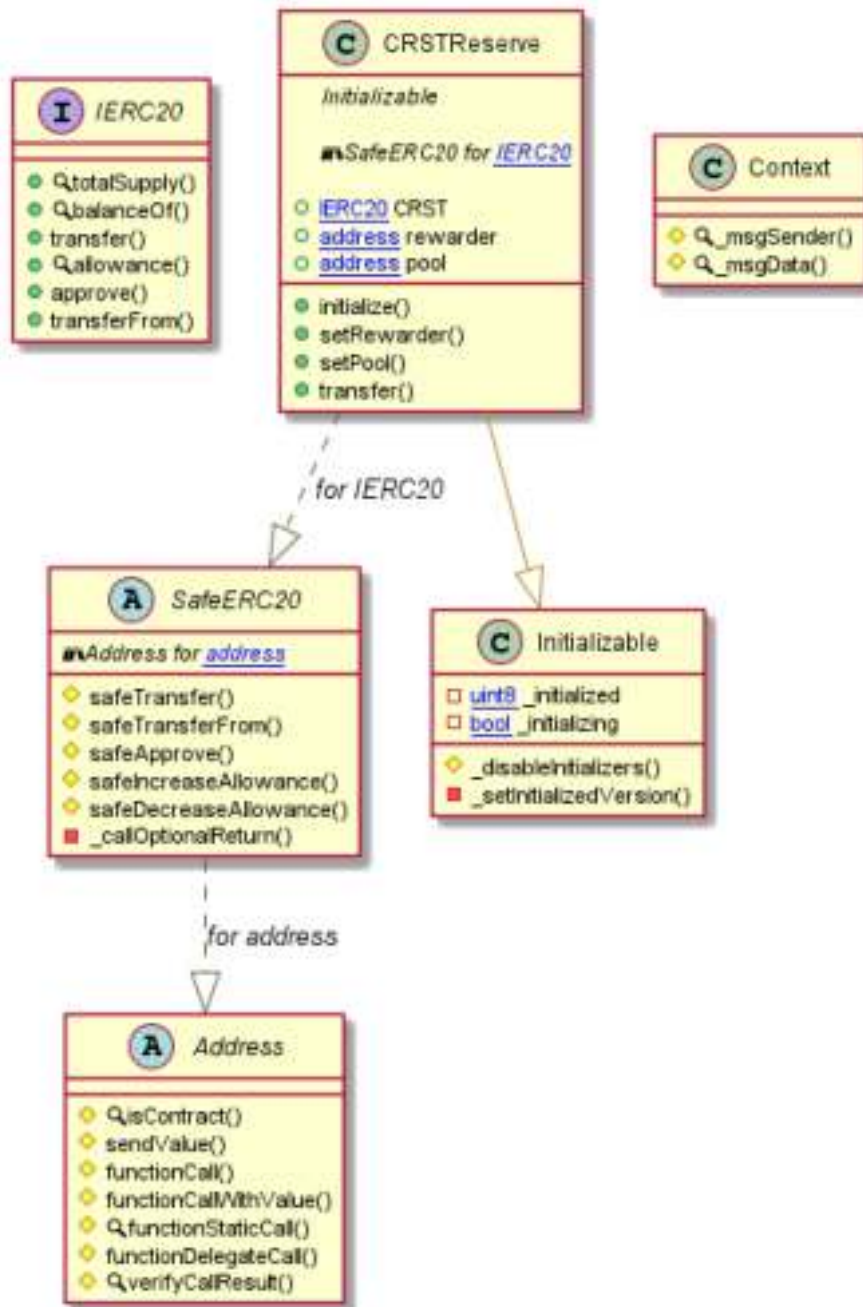 I IERC20
totalSupply()
balanceOf()
transfer()
allowance()
approve()
transferFrom()
C CRSTReserve
Initializable
SafeERC20 for IERC20
IERC20 CRST
address rewarder
address pool
initialize()
setRewarder()
setPool()
transfer()
C Context
_msgSender()
_msgData()
for IERC20
A SafeERC20
Address for address
safeTransfer()
safeTransferFrom()
safeApprove()
safeIncreaseAllowance()
safeDecreaseAllowance()
_callOptionalReturn()
C Initializable
uint8 _initialized
bool _initializing
_disableInitializers()
_setInitializedVersion()
for address
A Address
isContract()
sendValue()
functionCall()
functionCallWithValue()
functionStaticCall()
functionDelegateCall()
verifyCallResult()